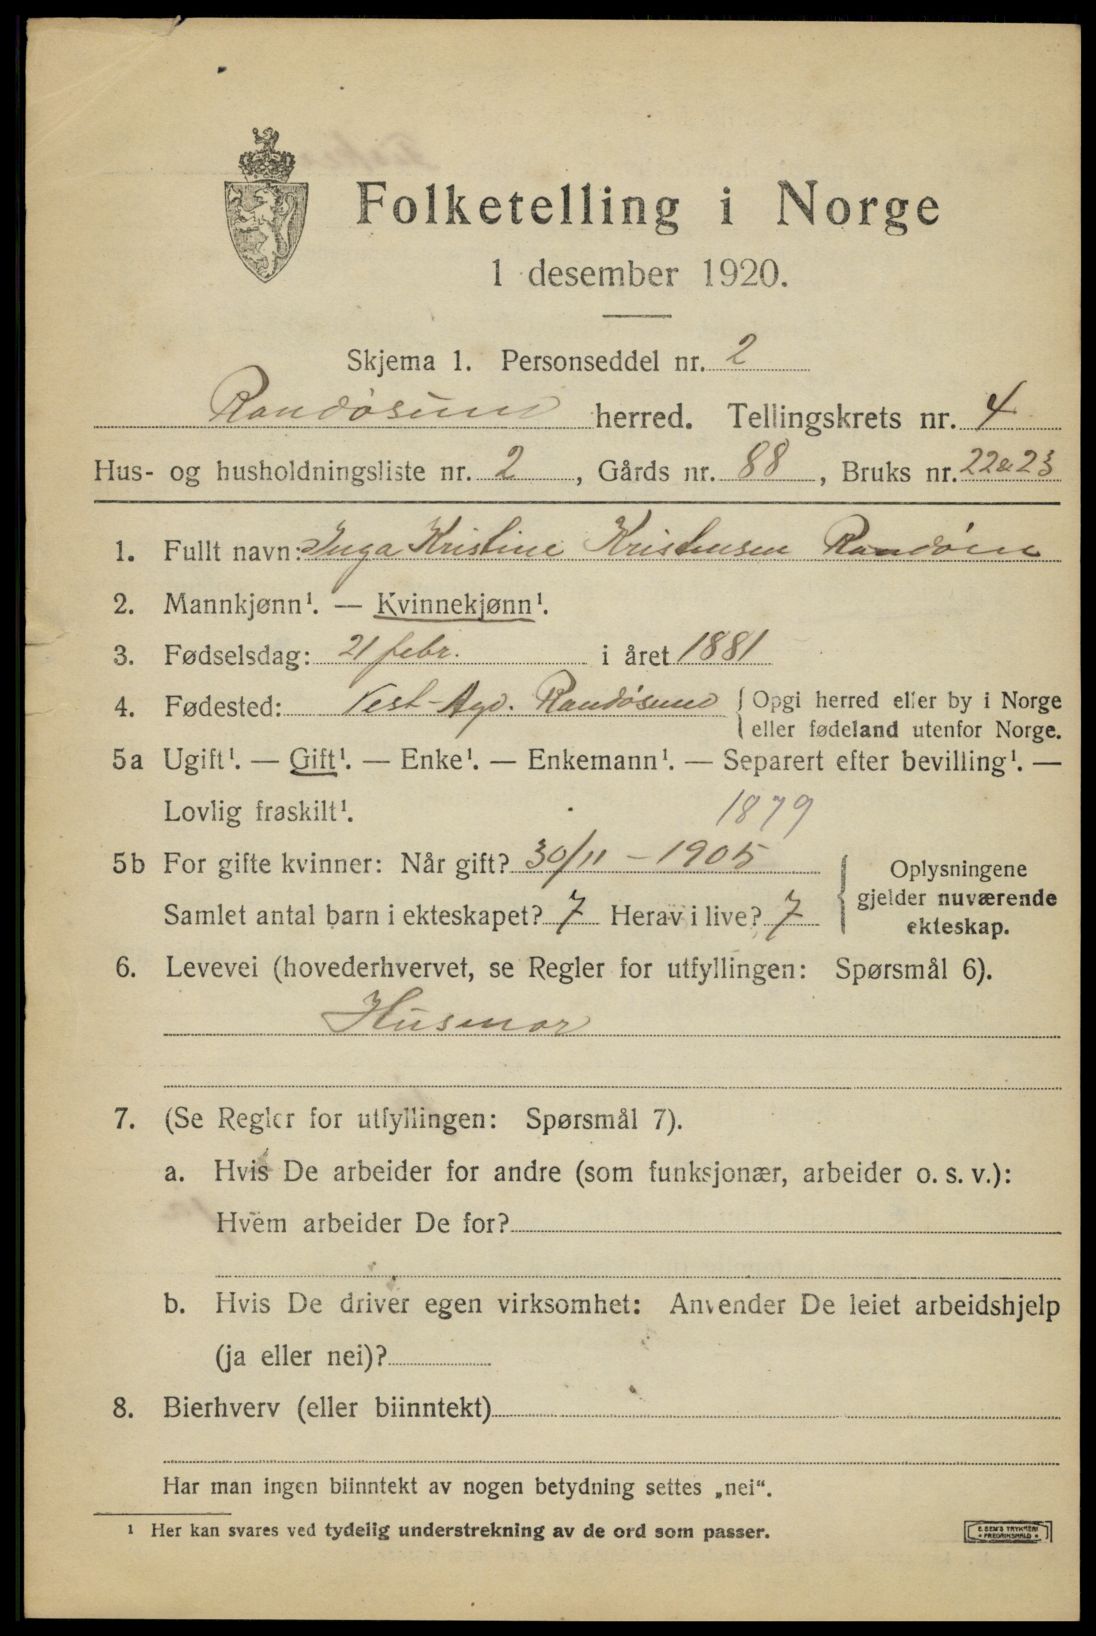 Folketelling i Norge
1 desember 1920.
Skjema 1. Personseddel nr. 2
Randøsund herred. Tellingskrets nr. 4
Hus- og husholdningsliste nr. 2, Gårds nr. 88, Bruks nr. 22 & 23
1. Fullt navn: Inga Kristine Kristensen Randøen
2. Mannkjønn¹. — Kvinnekjønn¹.
3. Fødselsdag: 21 febr. i året 1881
4. Fødested: Vest-Agd. Randøsund { Opgi herred eller by i Norge
eller fødeland utenfor Norge.
5a Ugift¹. — Gift¹. — Enke¹. — Enkemann¹. — Separert efter bevilling¹. —
Lovlig fraskilt¹. 1879
5b For gifte kvinner: Når gift? 30/11 - 1905
Samlet antal barn i ekteskapet? 7 Herav i live? 7
{ Oplysningene
gjelder nuværende
ekteskap.
6. Levevei (hovederhvervet, se Regler for utfyllingen: Spørsmål 6).
Husmor
7. (Se Regler for utfyllingen: Spørsmål 7).
a. Hvis De arbeider for andre (som funksjonær, arbeider o. s. v.):
Hvem arbeider De for?
b. Hvis De driver egen virksomhet: Anvender De leiet arbeidshjelp
(ja eller nei)?
8. Bierhverv (eller biinntekt)
Har man ingen biinntekt av nogen betydning settes „nei“.
¹ Her kan svares ved tydelig understrekning av de ord som passer.
E. SEM'S TRYKKERI
• FREDRIKSHALD •